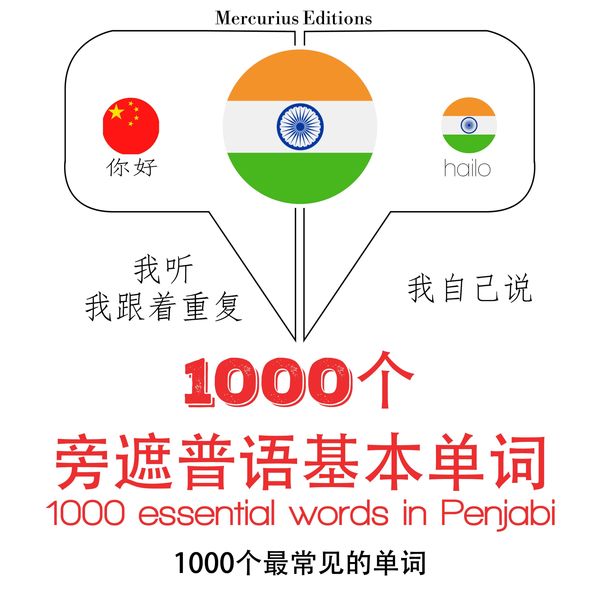 Mercurius Editions
你好
hailo
我听
我跟着重复
我自己说
1000个
旁遮普语基本单词
1000 essential words in Penjabi
1000个最常见的单词